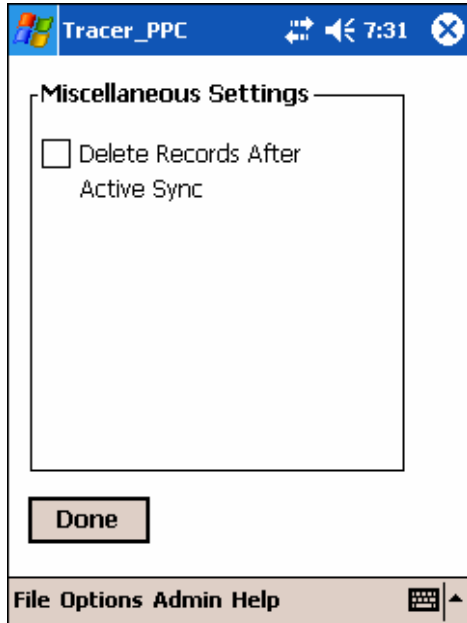 Tracer_PPC 7:31
Miscellaneous Settings
Delete Records After
Active Sync
Done
File Options Admin Help